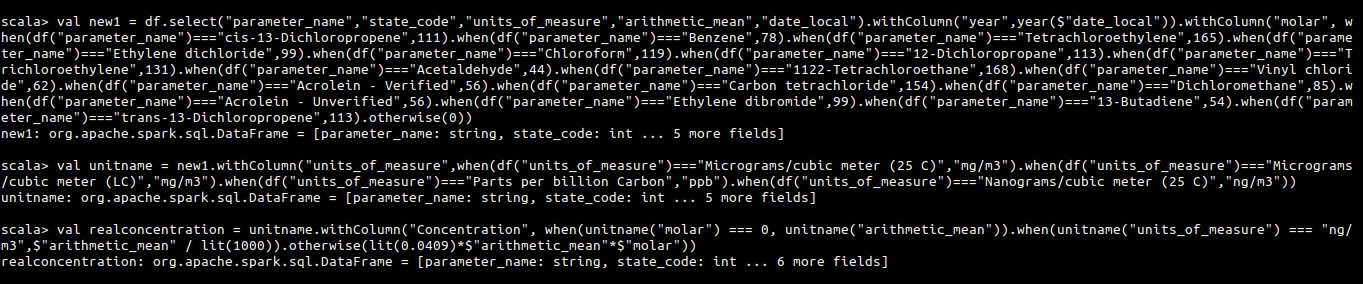 scala> val new1 = df.select("parameter_name","state_code","units_of_measure","arithmetic_mean","date_local").withColumn("year",year($"date_local")).withColumn("molar", w
hen(df("parameter_name")==="cis-13-Dichloropropene",111).when(df("parameter_name")==="Benzene",78).when(df("parameter_name")==="Tetrachloroethylene",165).when(df("parame
ter_name")==="Ethylene dichloride",99).when(df("parameter_name")==="Chloroform",119).when(df("parameter_name")==="12-Dichloropropane",113).when(df("parameter_name")==="T
richloroethylene",131).when(df("parameter_name")==="Acetaldehyde",44).when(df("parameter_name")==="1122-Tetrachloroethane",168).when(df("parameter_name")==="Vinyl chlori
de",62).when(df("parameter_name")==="Acrolein - Verified",56).when(df("parameter_name")==="Carbon tetrachloride",154).when(df("parameter_name")==="Dichloromethane",85).w
hen(df("parameter_name")==="Acrolein - Unverified",56).when(df("parameter_name")==="Ethylene dibromide",99).when(df("parameter_name")==="13-Butadiene",54).when(df("param
eter_name")==="trans-13-Dichloropropene",113).otherwise(0))
new1: org.apache.spark.sql.DataFrame = [parameter_name: string, state_code: int ... 5 more fields]
scala> val unitname = new1.withColumn("units_of_measure",when(df("units_of_measure")==="Micrograms/cubic meter (25 C)","mg/m3").when(df("units_of_measure")==="Micrograms
/cubic meter (LC)","mg/m3").when(df("units_of_measure")==="Parts per billion Carbon","ppb").when(df("units_of_measure")==="Nanograms/cubic meter (25 C)","ng/m3"))
unitname: org.apache.spark.sql.DataFrame = [parameter_name: string, state_code: int ... 5 more fields]
scala> val realconcentration = unitname.withColumn("Concentration", when(unitname("molar") === 0, unitname("arithmetic_mean")).when(unitname("units_of_measure") === "ng/
m3",$"arithmetic_mean" / lit(1000)).otherwise(lit(0.0409)*$"arithmetic_mean"*$"molar"))
realconcentration: org.apache.spark.sql.DataFrame = [parameter_name: string, state_code: int ... 6 more fields]